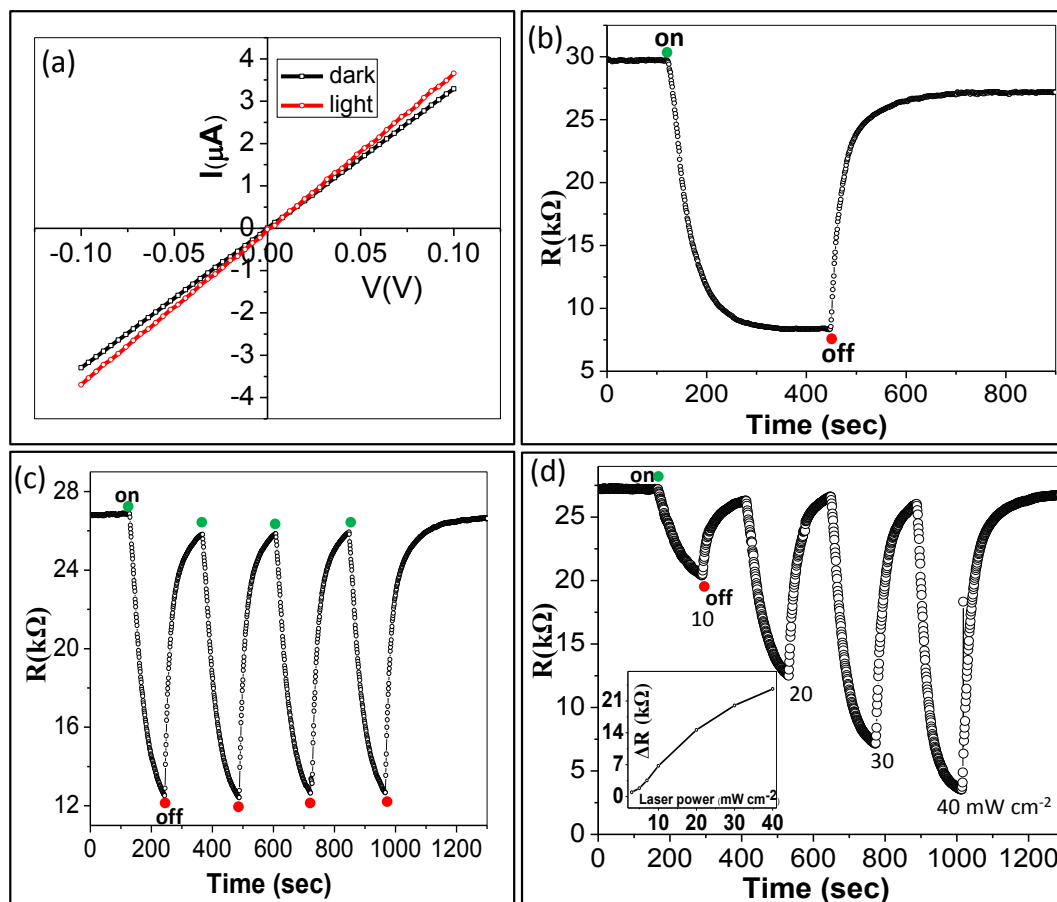 (a)
4
3
2
1
0
-1
-2
-3
-4
I(μA)
dark
light
-0.10 -0.05 0.00 0.05 0.10
V(V)
(b)
on
30
25
20
15
10
5
R(kΩ)
off
0 200 400 600 800
Time (sec)
(c)
on
28
24
20
16
12
R(kΩ)
off
0 200 400 600 800 1000 1200
Time (sec)
(d)
on
25
20
15
10
5
0
R(kΩ)
off
10
20
30
40 mW cm-2
21
14
7
0
ΔR (kΩ)
Laser power (mW cm-2)
10 20 30 40
0 200 400 600 800 1000 1200
Time (sec)